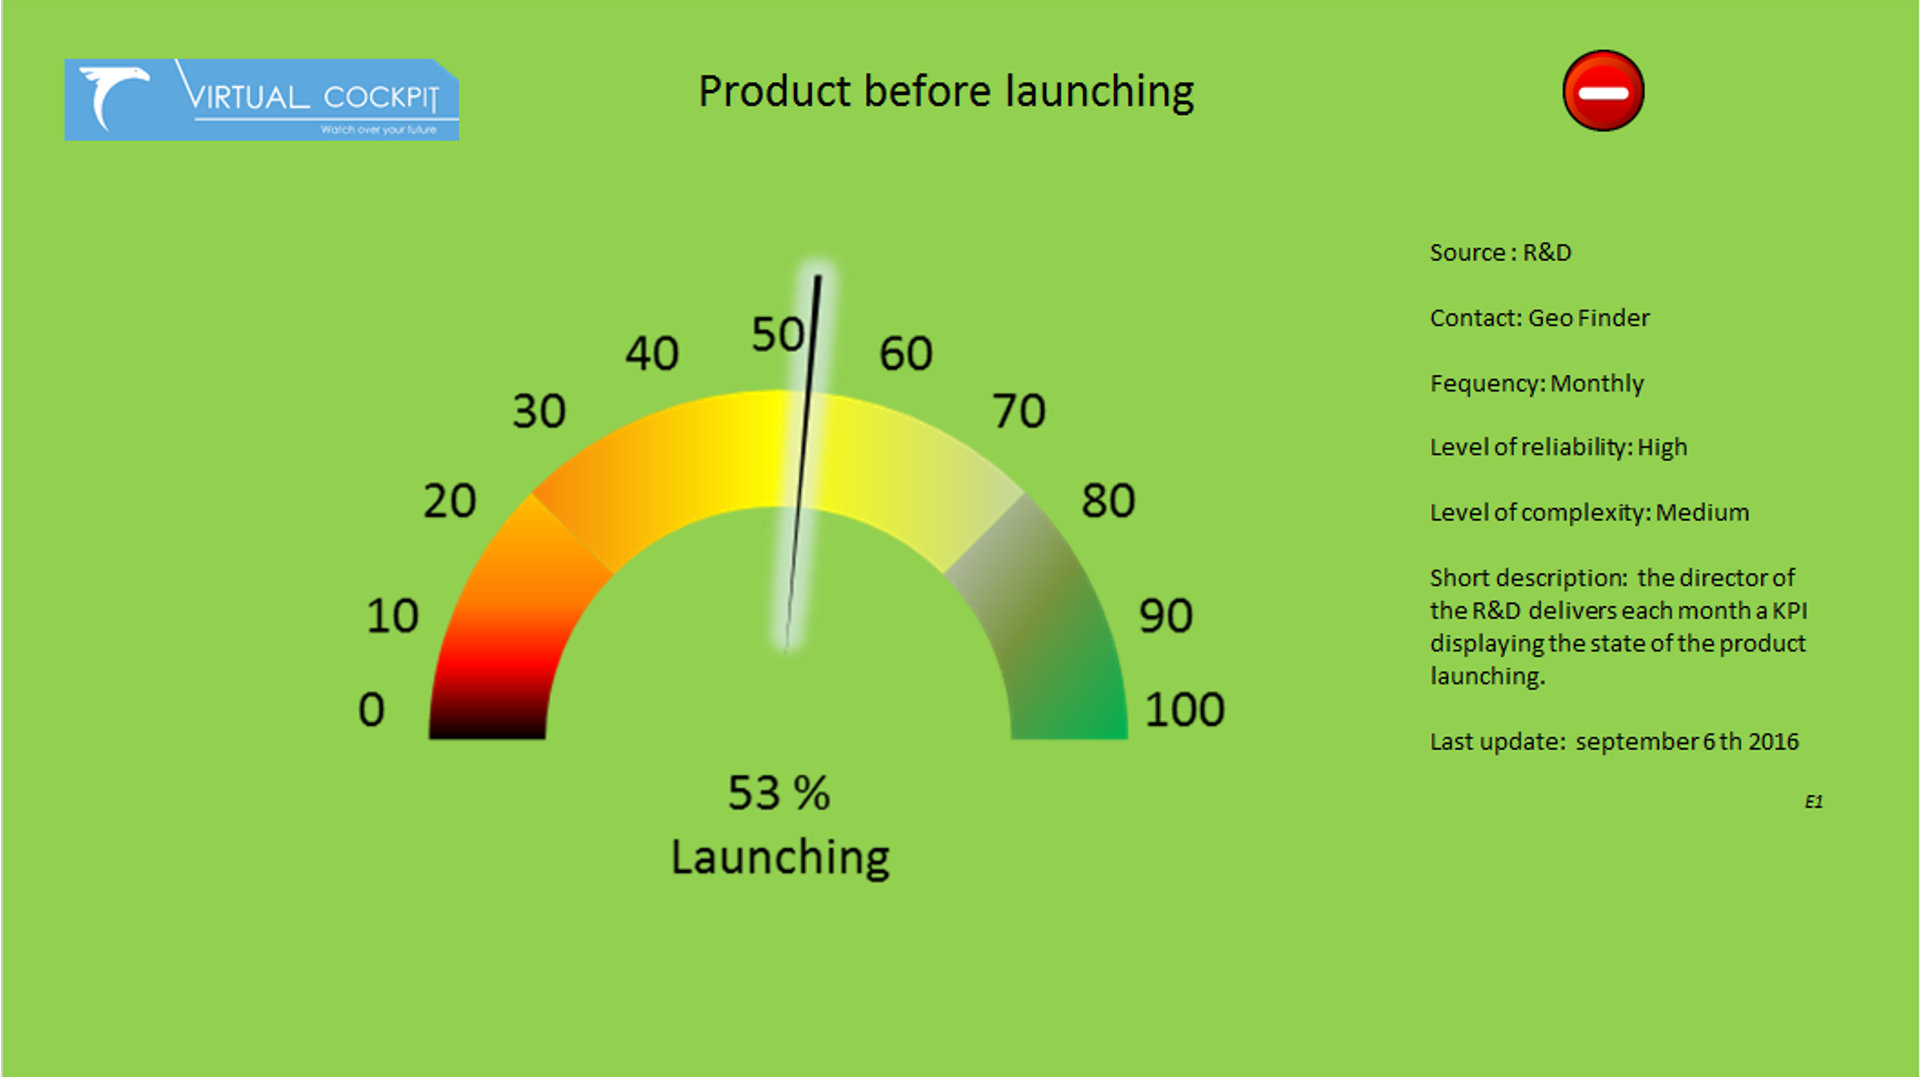 VIRTUAL COCKPIT
Watch over your future
Product before launching
0
10
20
30
40
50
60
70
80
90
100
53 %
Launching
Source : R&D
Contact: Geo Finder
Fequency: Monthly
Level of reliability: High
Level of complexity: Medium
Short description: the director of
the R&D delivers each month a KPI
displaying the state of the product
launching.
Last update: september 6 th 2016
E1